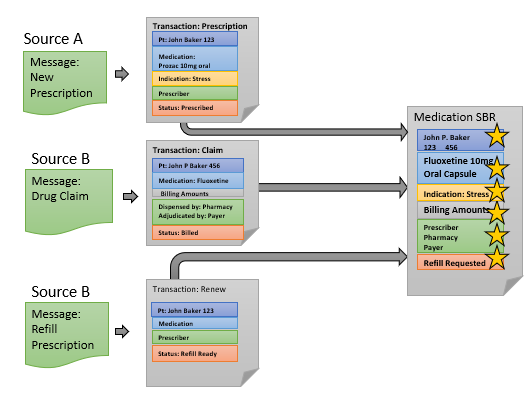 Source A
Message:
New
Prescription
Transaction: Prescription
Pt: John Baker 123
Medication:
Prozac 10mg oral
Indication: Stress
Prescriber
Status: Prescribed
Source B
Message:
Drug Claim
Transaction: Claim
Pt: John P Baker 456
Medication: Fluoxetine
Billing Amounts
Dispensed by: Pharmacy
Adjudicated by: Payer
Status: Billed
Source B
Message:
Refill
Prescription
Transaction: Renew
Pt: John Baker 123
Medication
Prescriber
Status: Refill Ready
Medication SBR
John P. Baker
123 456
Fluoxetine 10mg
Oral Capsule
Indication: Stress
Billing Amounts
Prescriber
Pharmacy
Payer
Refill Requested